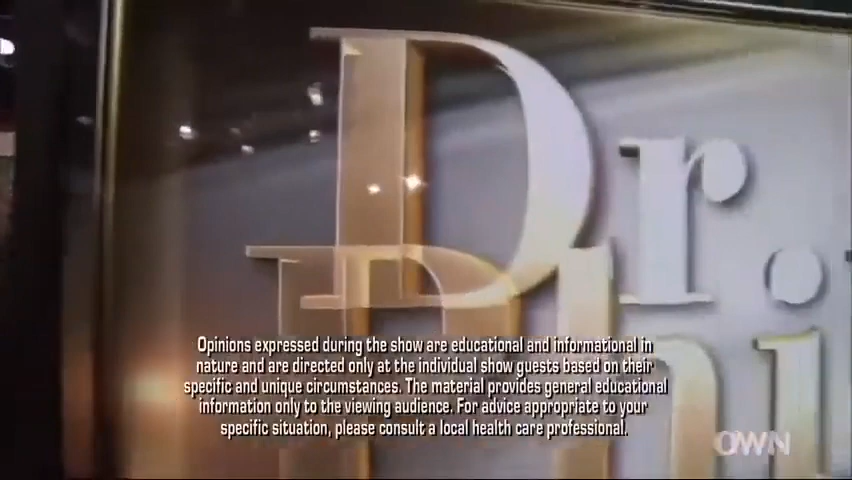 Dr.
Phil
Opinions expressed during the show are educational and informational in
nature and are directed only at the individual show guests based on their
specific and unique circumstances. The material provides general educational
information only to the viewing audience. For advice appropriate to your
specific situation, please consult a local health care professional.
OWN